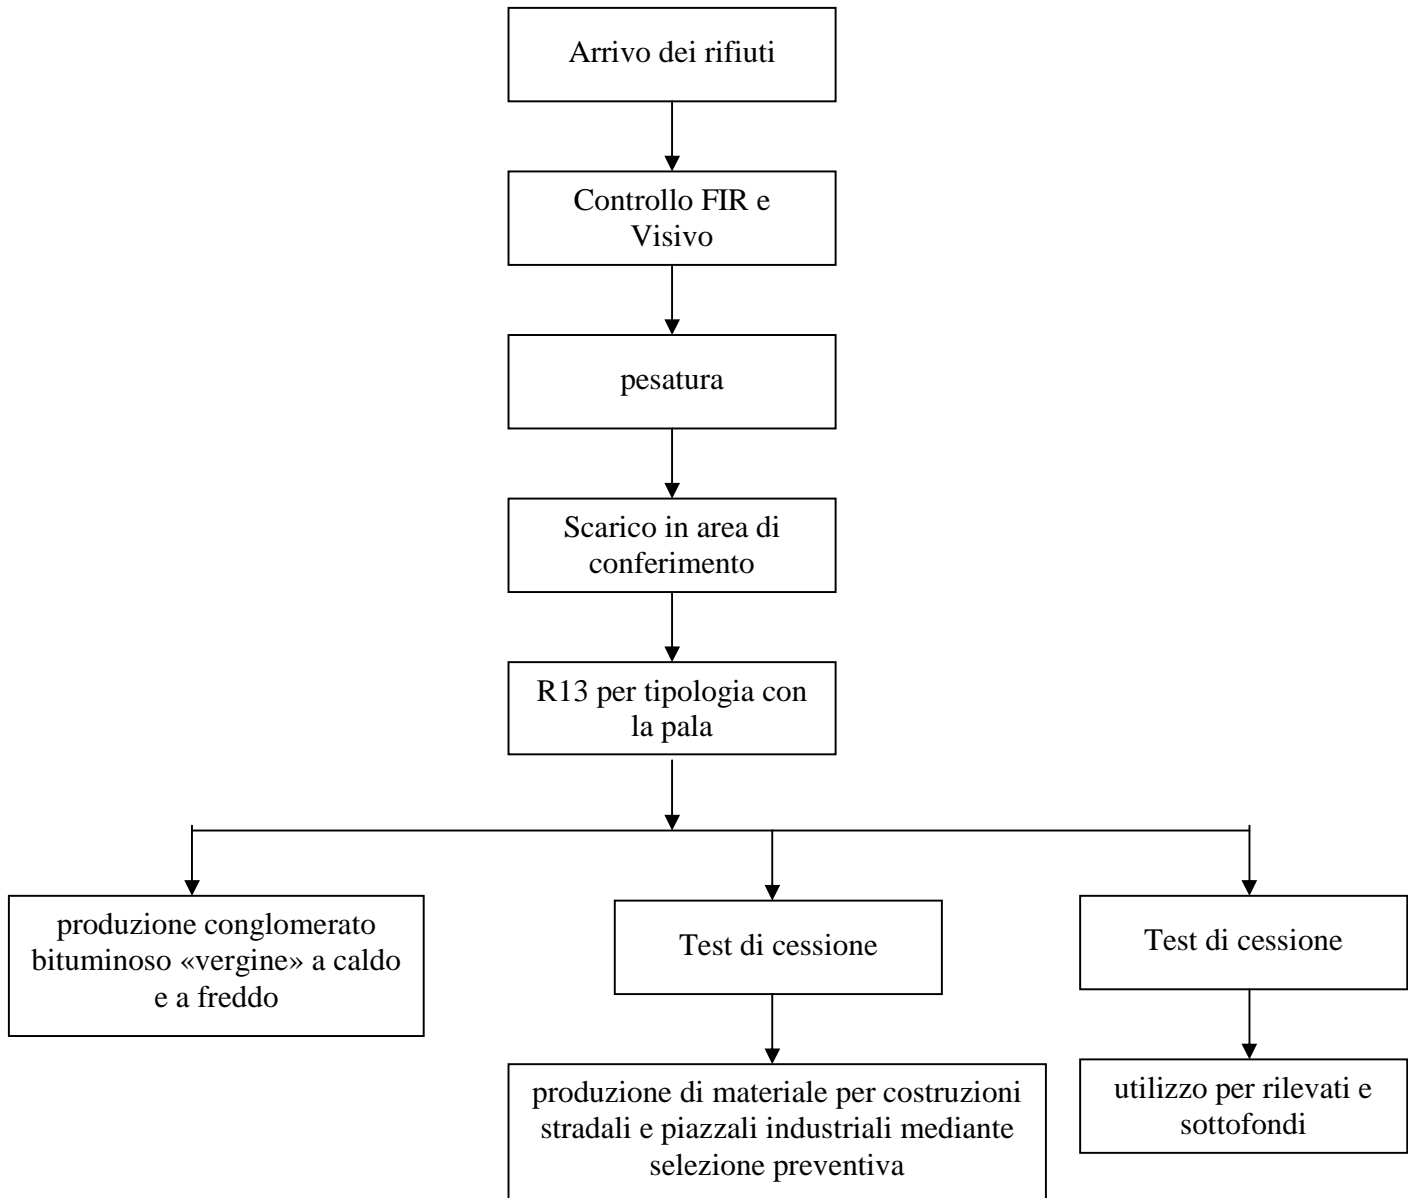 Arrivo dei rifiuti
Controllo FIR e
Visivo
pesatura
Scarico in area di
conferimento
R13 per tipologia con
la pala
produzione conglomerato
bituminoso «vergine» a caldo
e a freddo
Test di cessione
Test di cessione
produzione di materiale per costruzioni
stradali e piazzali industriali mediante
selezione preventiva
utilizzo per rilevati e
sottofondi